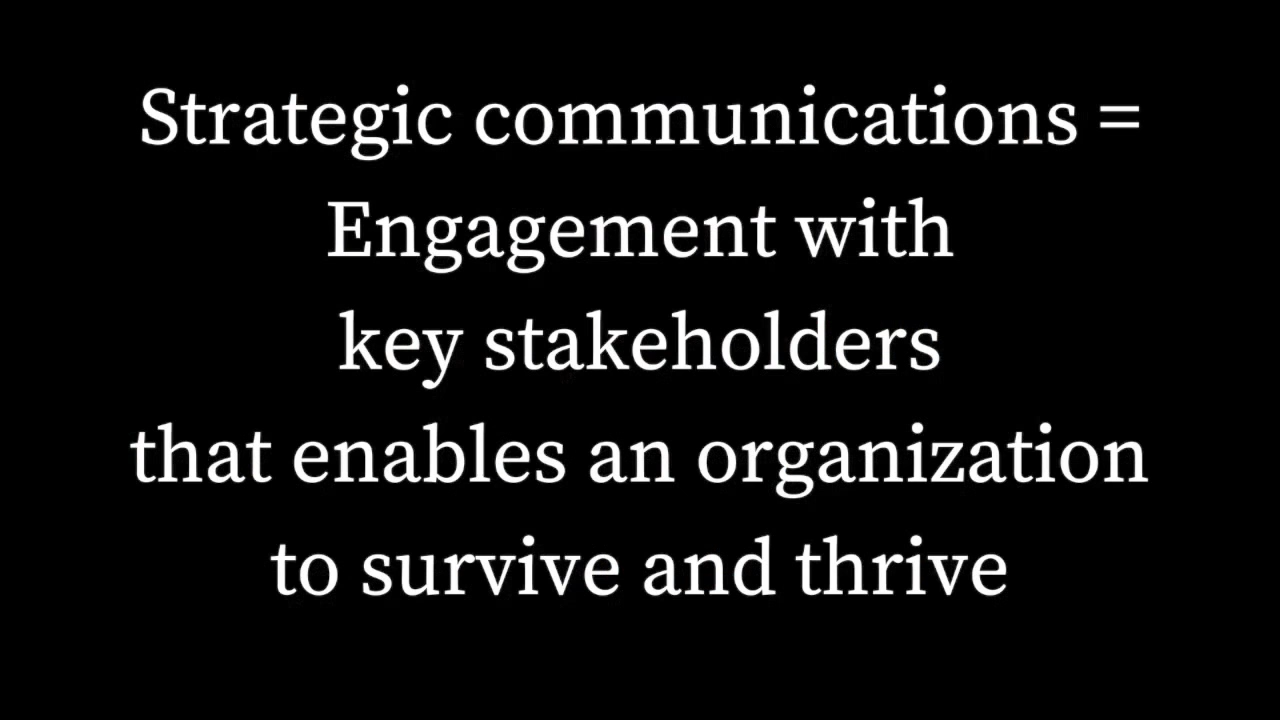 Strategic communications =
Engagement with
key stakeholders
that enables an organization
to survive and thrive